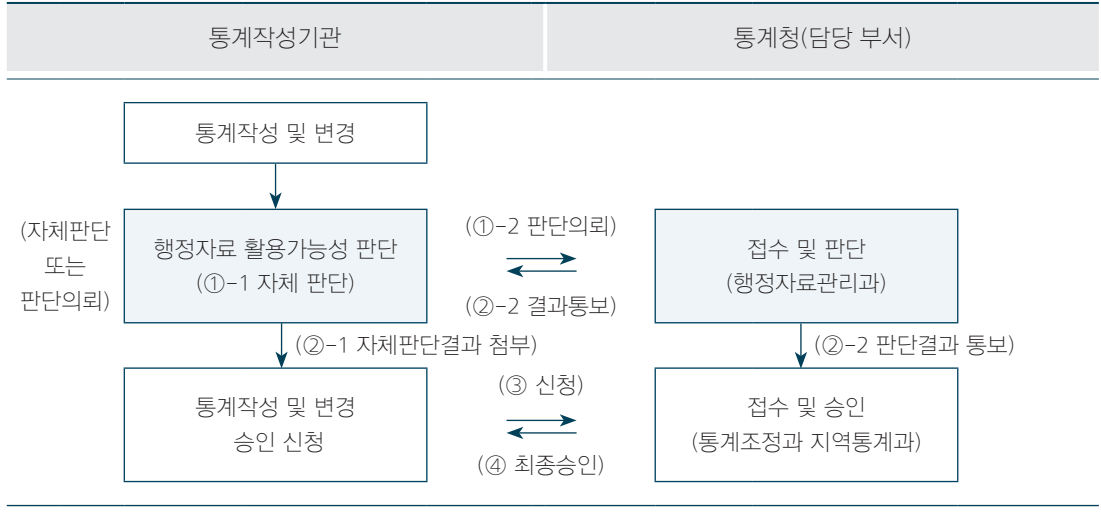 통계작성기관
통계청(담당 부서)
통계작성 및 변경
(자체판단
또는
판단의뢰)
행정자료 활용가능성 판단
(①-1 자체 판단)
(①-2 판단의뢰)
(②-2 결과통보)
접수 및 판단
(행정자료관리과)
(②-1 자체판단결과 첨부)
(②-2 판단결과 통보)
통계작성 및 변경
승인 신청
(③ 신청)
(④ 최종승인)
접수 및 승인
(통계조정과 지역통계과)